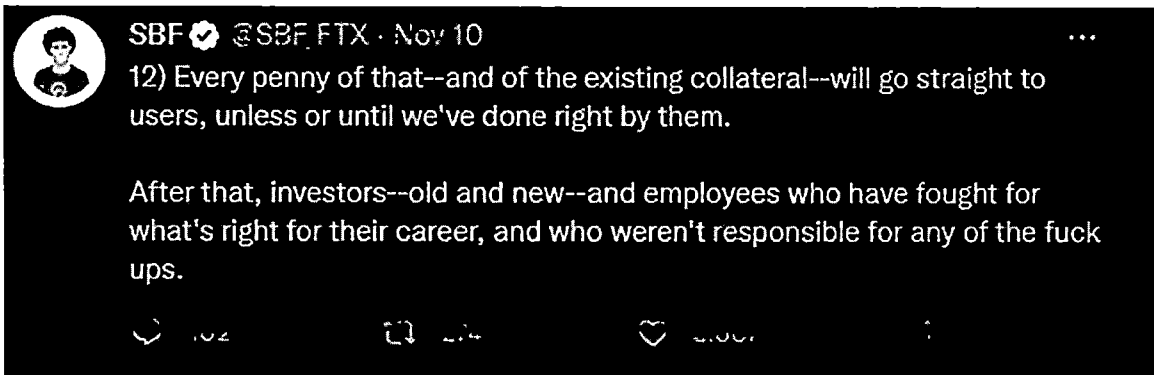 SBF @SBF_FTX · Nov 10
12) Every penny of that--and of the existing collateral--will go straight to
users, unless or until we've done right by them.
After that, investors--old and new--and employees who have fought for
what's right for their career, and who weren't responsible for any of the fuck
ups.